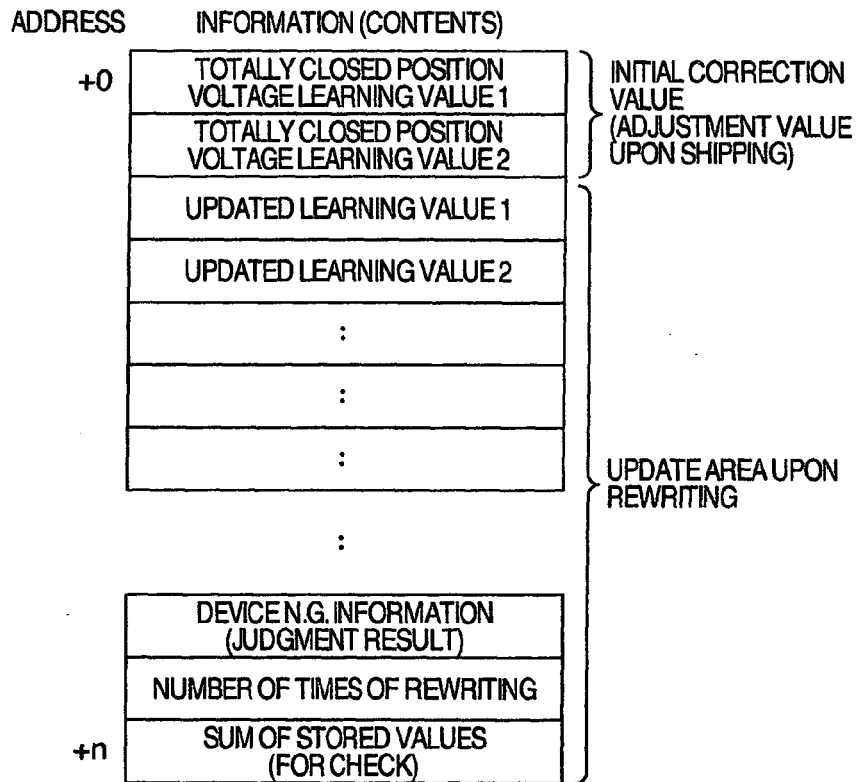 ADDRESS INFORMATION (CONTENTS)
+0 TOTALLY CLOSED POSITION
VOLTAGE LEARNING VALUE 1
TOTALLY CLOSED POSITION
VOLTAGE LEARNING VALUE 2
INITIAL CORRECTION
VALUE
(ADJUSTMENT VALUE
UPON SHIPPING)
UPDATED LEARNING VALUE 1
UPDATED LEARNING VALUE 2
:
:
:
:
UPDATE AREA UPON
REWRITING
DEVICE N.G. INFORMATION
(JUDGMENT RESULT)
NUMBER OF TIMES OF REWRITING
+n SUM OF STORED VALUES
(FOR CHECK)